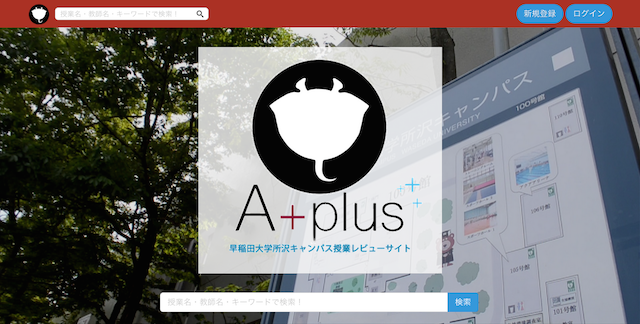 授業名・教師名・キーワードで検索！
新規登録
ログイン
A+plus
早稲田大学所沢キャンパス授業レビューサイト
所沢キャンパス
100号館
101号館
授業名・教師名・キーワードで検索！
検索